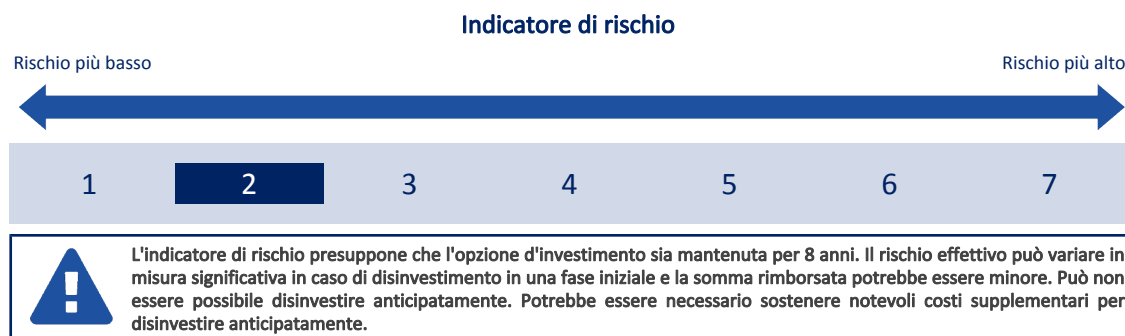 Indicatore di rischio
Rischio più basso
Rischio più alto
1 2 3 4 5 6 7
L'indicatore di rischio presuppone che l'opzione d'investimento sia mantenuta per 8 anni. Il rischio effettivo può variare in
misura significativa in caso di disinvestimento in una fase iniziale e la somma rimborsata potrebbe essere minore. Può non
essere possibile disinvestire anticipatamente. Potrebbe essere necessario sostenere notevoli costi supplementari per
disinvestire anticipatamente.